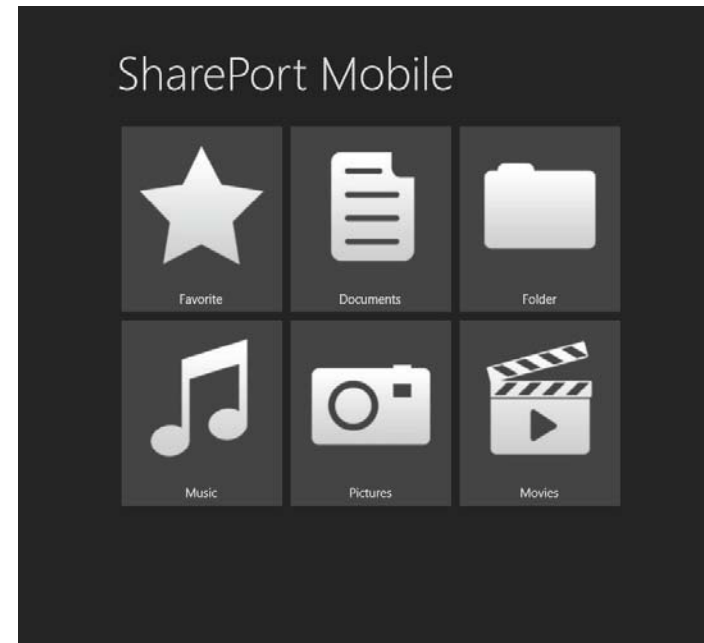 SharePort Mobile
Favorite
Documents
Folder
Music
Pictures
Movies